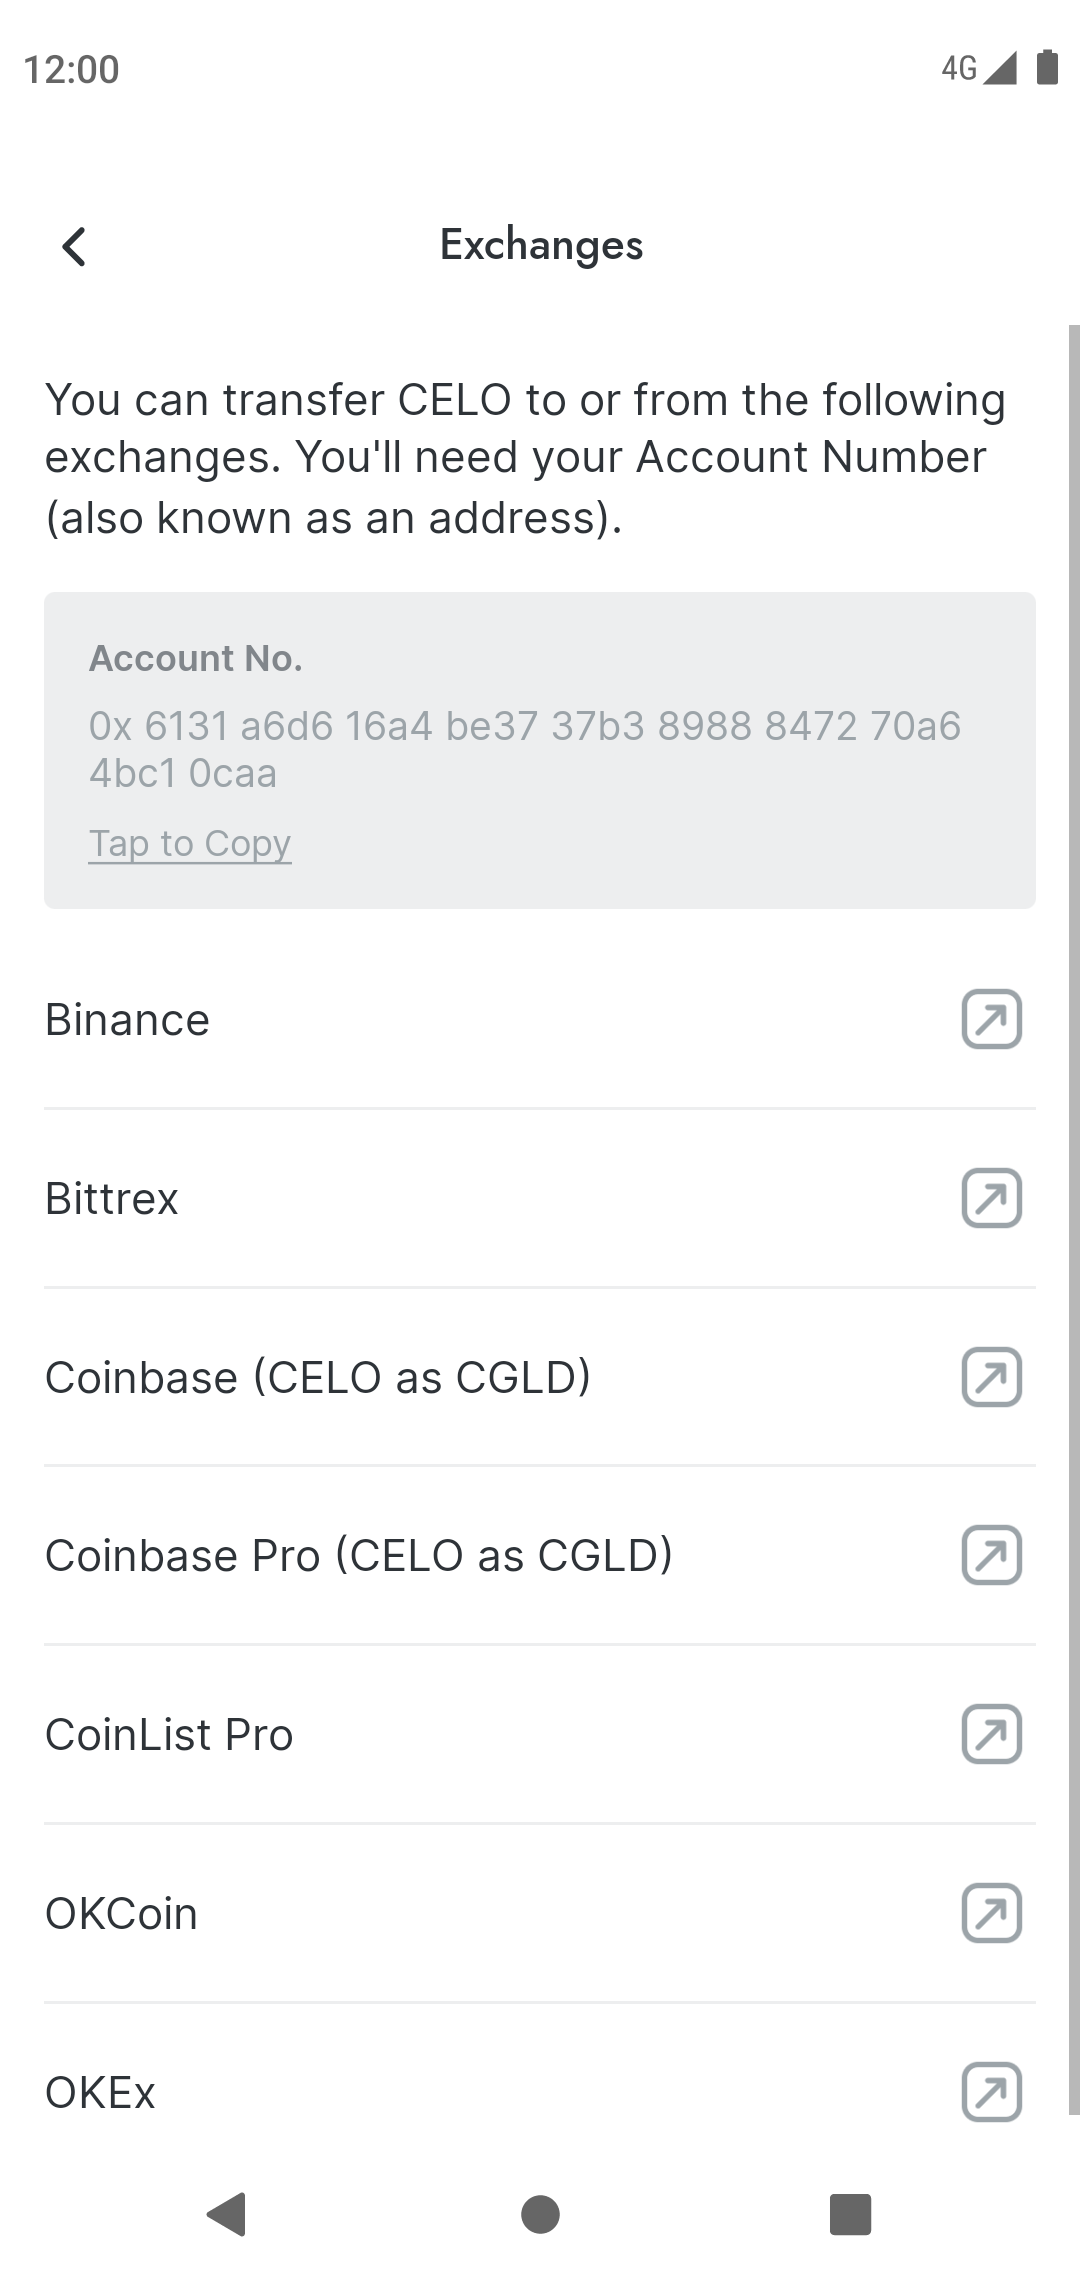 12:00
4G
Exchanges
You can transfer CELO to or from the following
exchanges. You'll need your Account Number
(also known as an address).
Account No.
0x 6131 a6d6 16a4 be37 37b3 8988 8472 70a6
4bc1 0caa
Tap to Copy
Binance
Bittrex
Coinbase (CELO as CGLD)
Coinbase Pro (CELO as CGLD)
CoinList Pro
OKCoin
OKEx